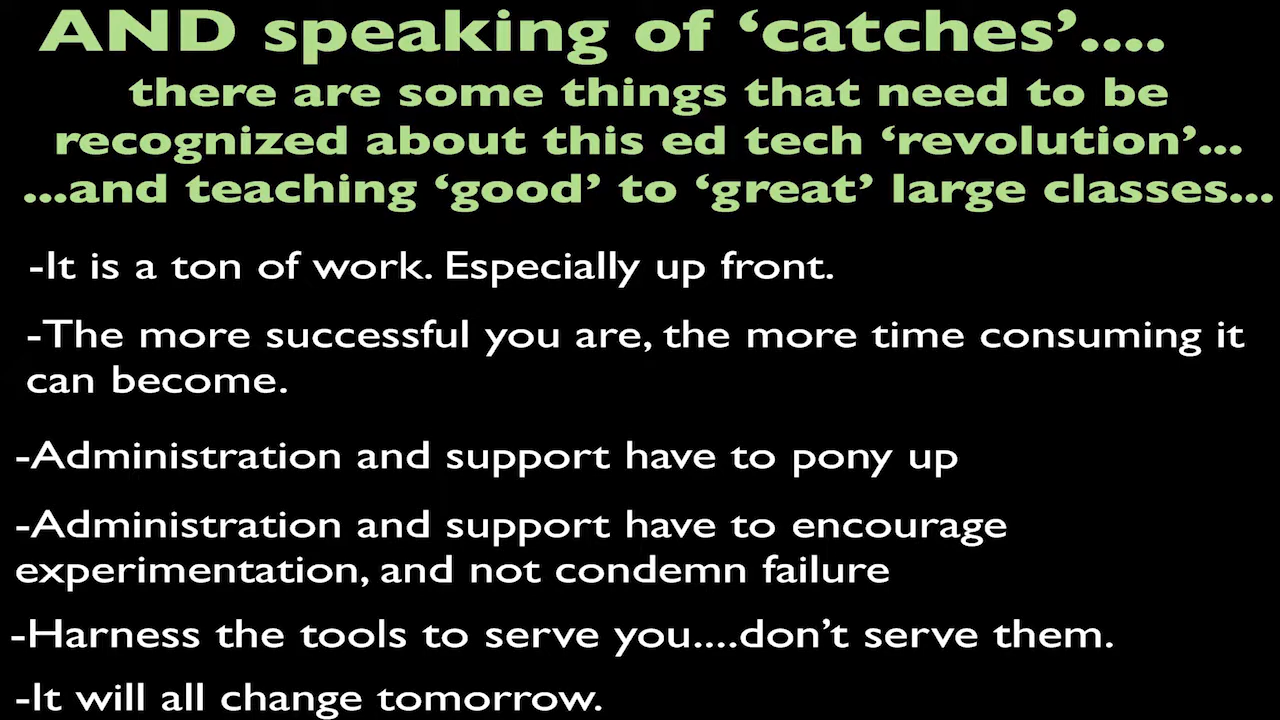 AND speaking of ‘catches’....
there are some things that need to be
recognized about this ed tech ‘revolution’...
...and teaching ‘good’ to ‘great’ large classes...
-It is a ton of work. Especially up front.
-The more successful you are, the more time consuming it
can become.
-Administration and support have to pony up
-Administration and support have to encourage
experimentation, and not condemn failure
-Harness the tools to serve you....don’t serve them.
-It will all change tomorrow.